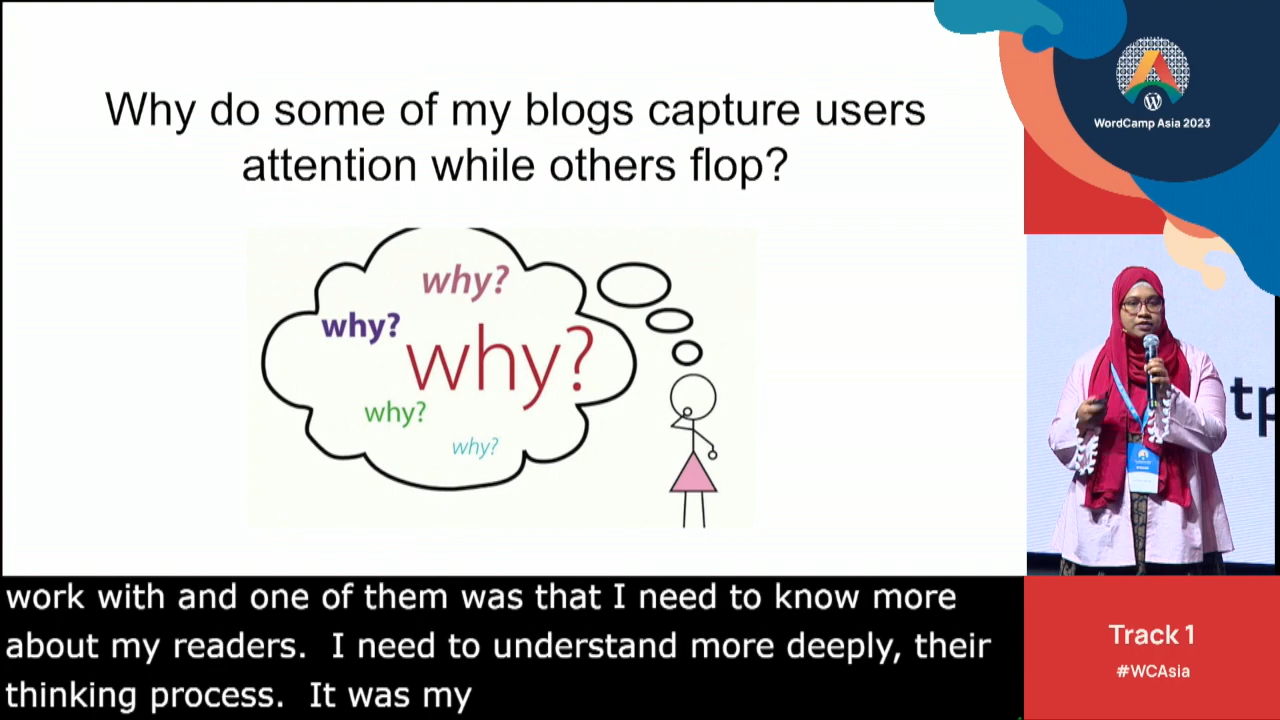 Why do some of my blogs capture users
attention while others flop?
why?
why?
why?
why?
why?
work with and one of them was that I need to know more
about my readers.  I need to understand more deeply, their
thinking process.  It was my
WordCamp Asia 2023
tp
Track 1
#WCAsia